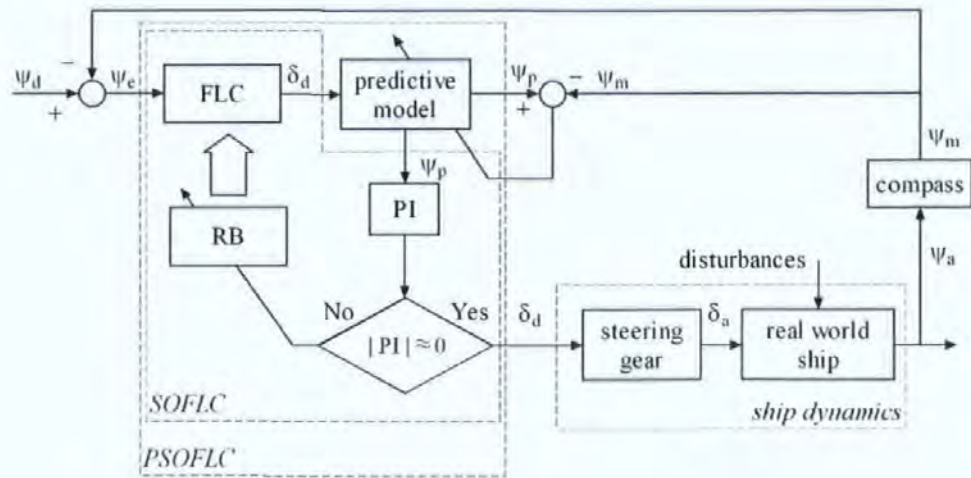 ψd
−
+
ψe
FLC
δd
predictive
model
ψp
+
−
ψm
ψm
ψp
compass
PI
RB
ψa
disturbances
No
Yes
δd
steering
gear
δa
real world
ship
| PI | ≈ 0
SOFLC
ship dynamics
PSOFLC